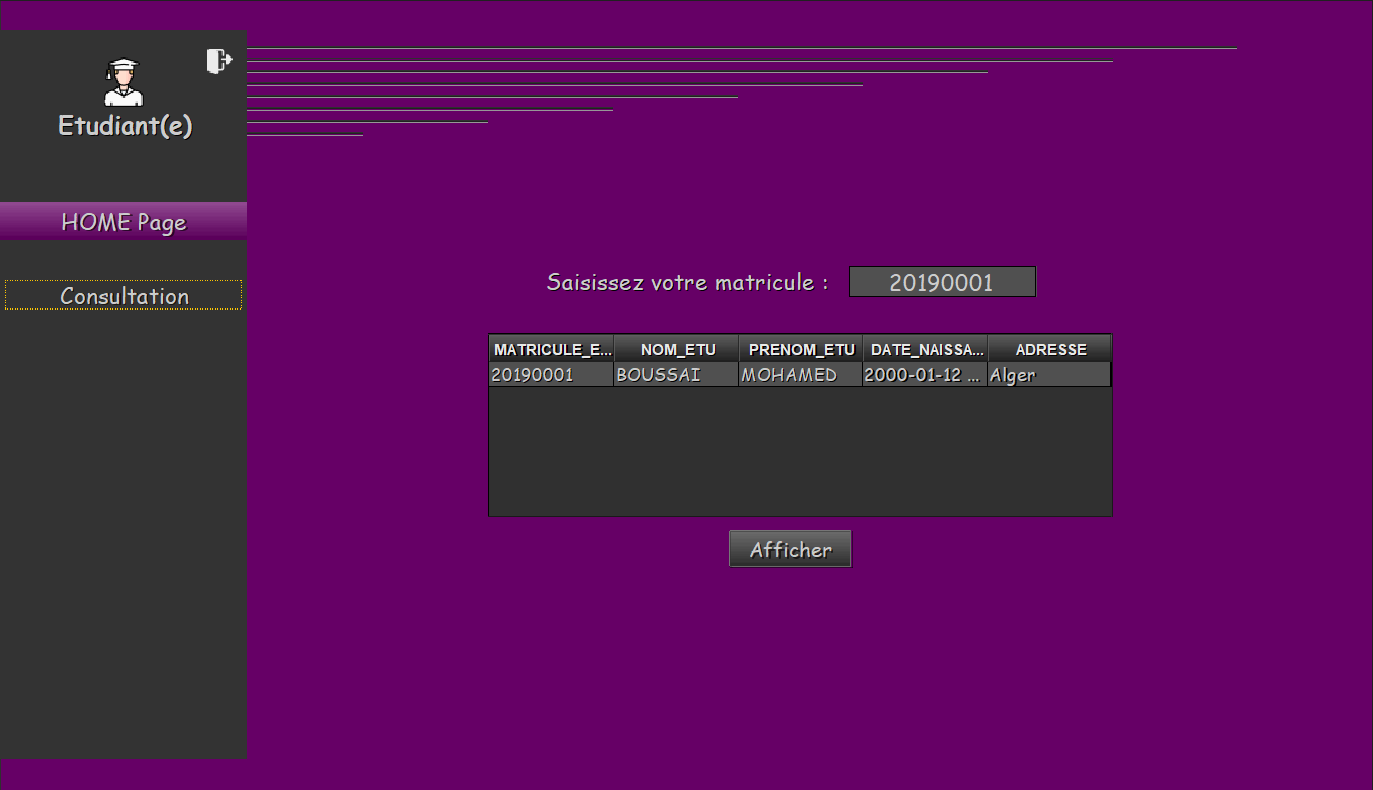 Etudiant(e)
HOME Page
Consultation
Saisissez votre matricule : 20190001
MATRICULE_E... NOM_ETU PRENOM_ETU DATE_NAISSA... ADRESSE
20190001 BOUSSAI MOHAMED 2000-01-12 ... Alger
Afficher